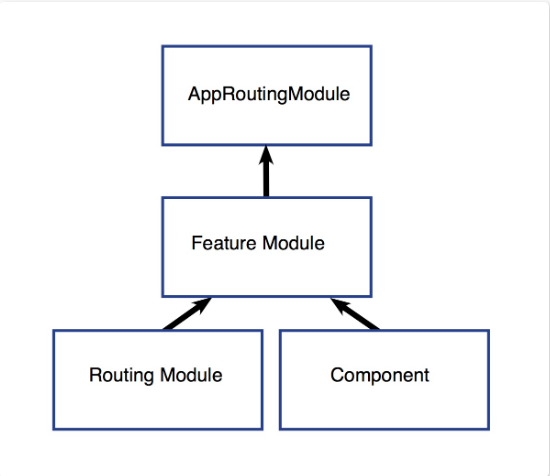 AppRoutingModule
Feature Module
Routing Module
Component